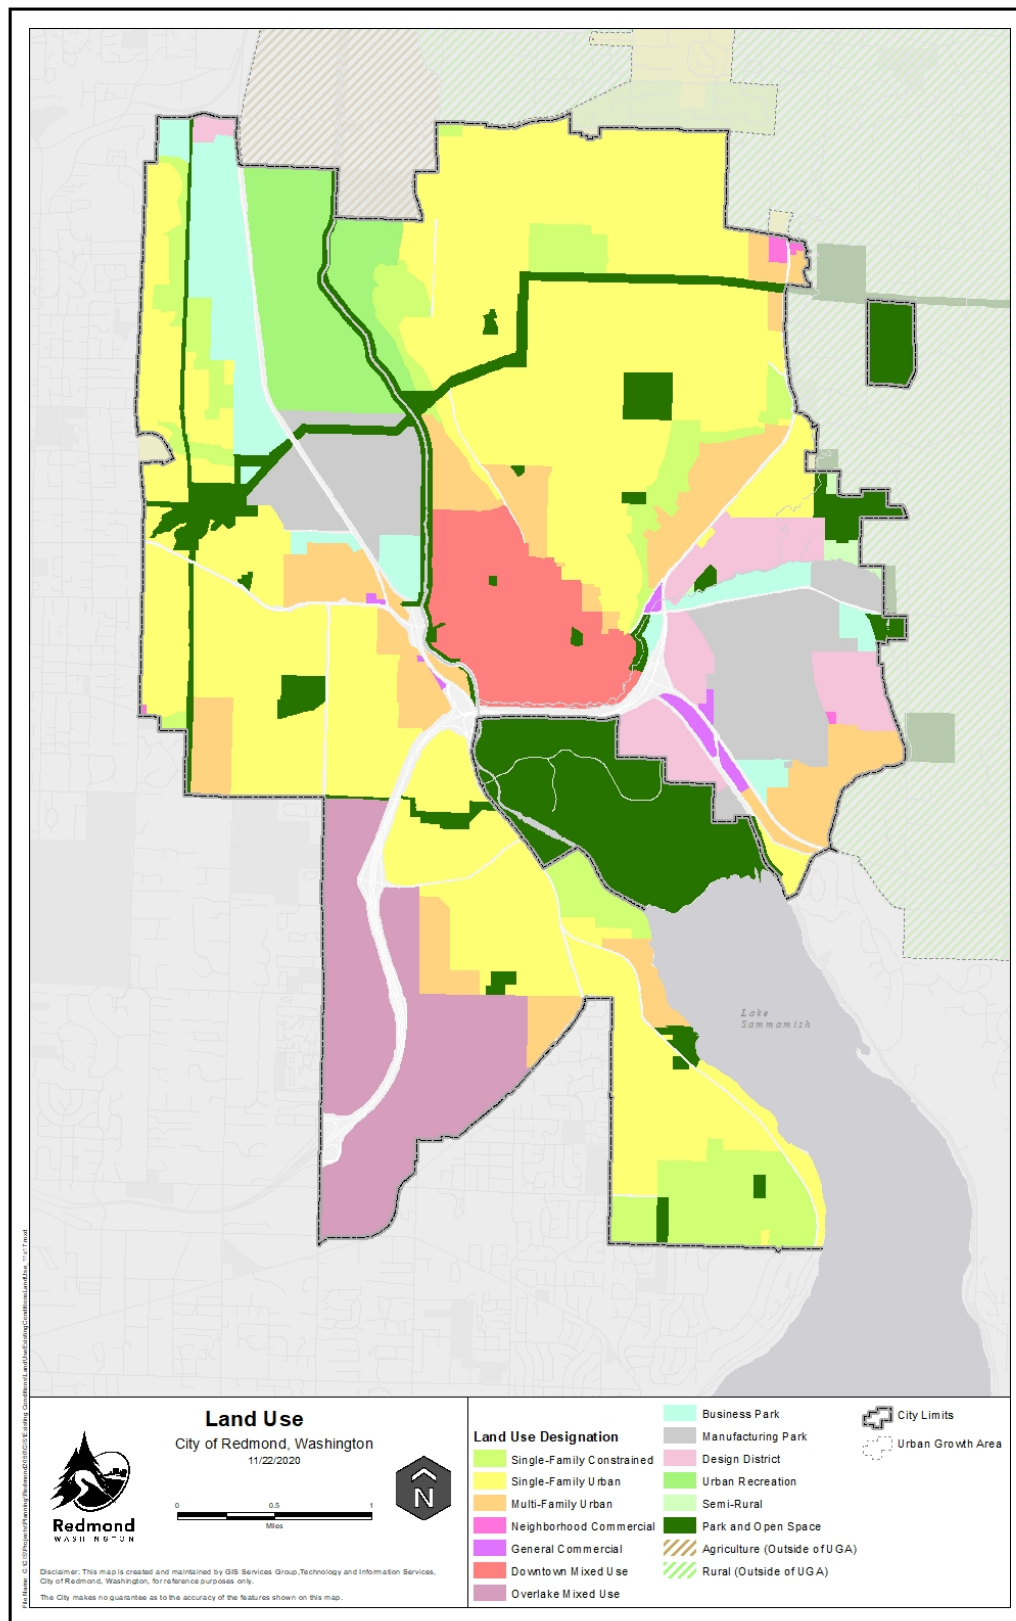 Lake
Sammamish
Land Use
City of Redmond, Washington
11/22/2020
0 0.5 1
Miles
N
Redmond
WASHINGTON
Disclaimer: This map is created and maintained by GIS Services Group, Technology and Information Services,
City of Redmond, Washington, for reference purposes only.
The City makes no guarantee as to the accuracy of the features shown on this map.
Land Use Designation
Single-Family Constrained
Single-Family Urban
Multi-Family Urban
Neighborhood Commercial
General Commercial
Downtown Mixed Use
Overlake Mixed Use
Business Park
Manufacturing Park
Design District
Urban Recreation
Semi-Rural
Park and Open Space
Agriculture (Outside of UGA)
Rural (Outside of UGA)
City Limits
Urban Growth Area